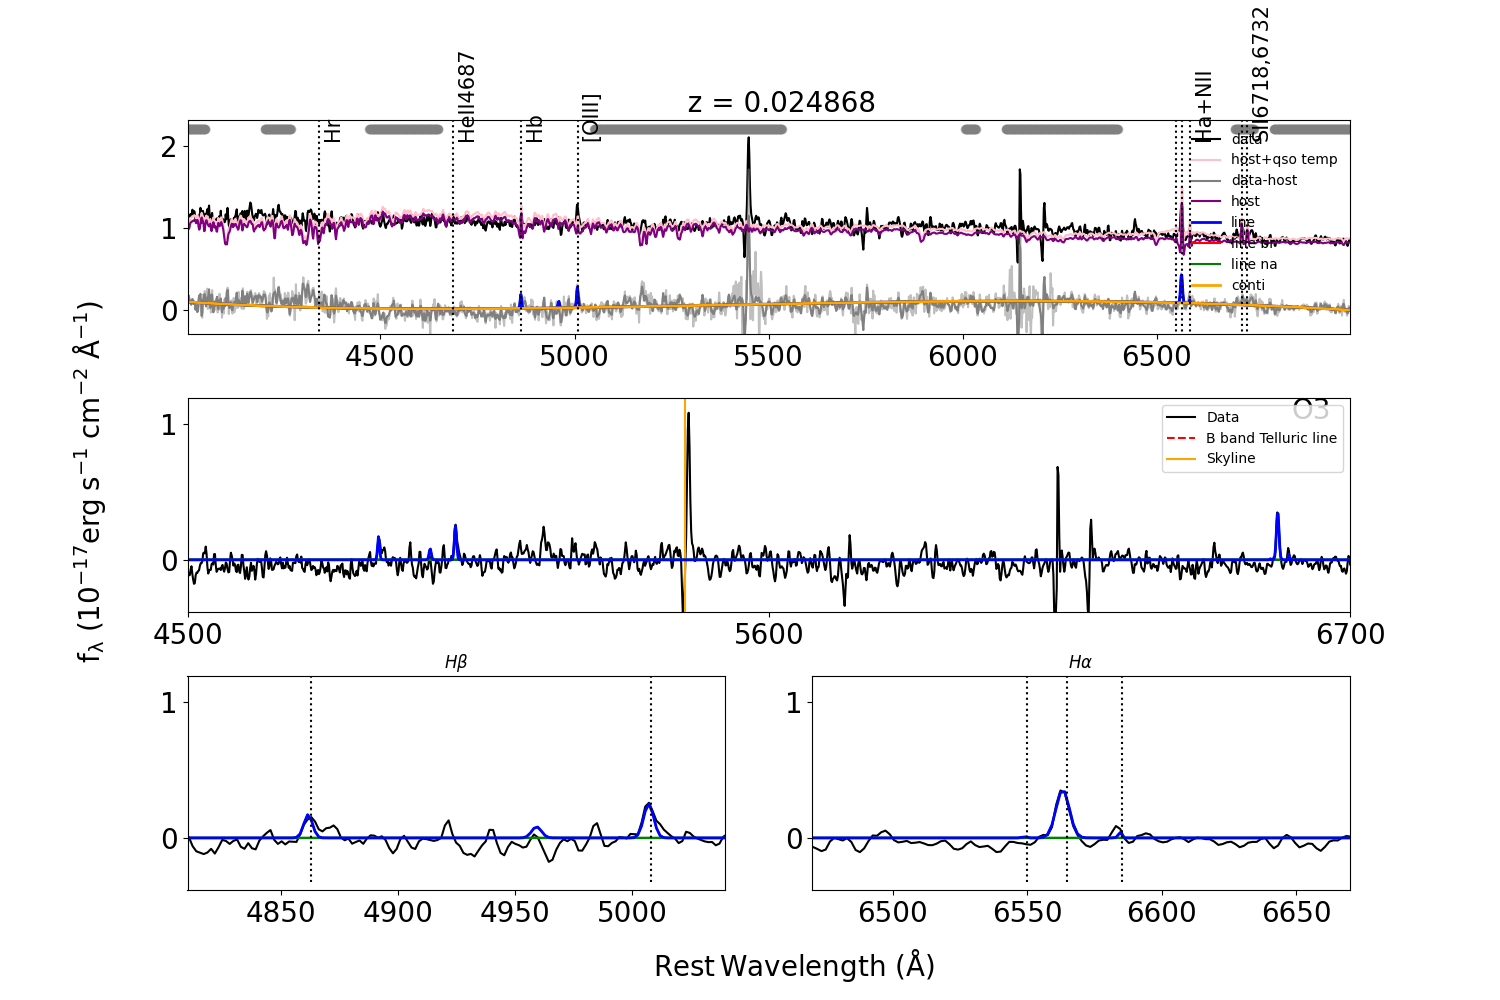 z = 0.024868
Hr
HeII4687
Hb
[OIII]
Ha+NII
SII6718,6732
data
host+qso temp
data-host
host
line
line br
line na
conti
2
1
0
4500
5000
5500
6000
6500
O3
Data
B band Telluric line
Skyline
1
0
4500
5600
6700
fλ (10−17erg s−1 cm−2 Å−1)
Hβ
1
0
4850
4900
4950
5000
Hα
1
0
6500
6550
6600
6650
Rest Wavelength (Å)